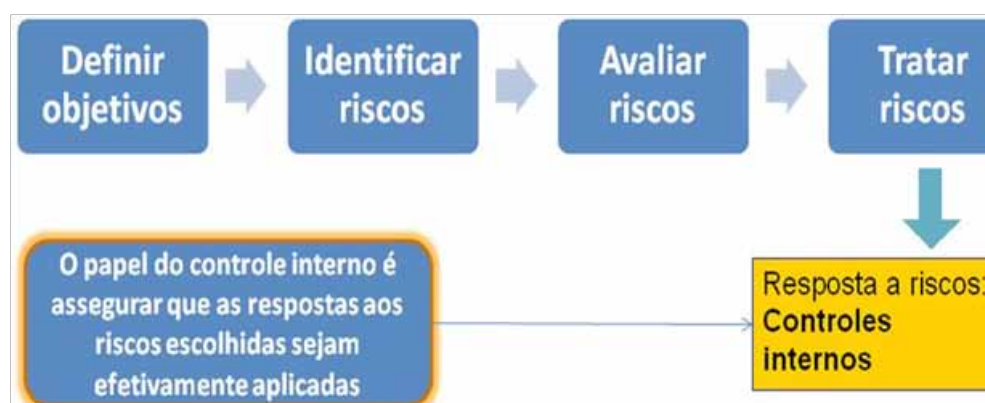 Definir
objetivos
Identificar
riscos
Avaliar
riscos
Tratar
riscos
O papel do controle interno é
assegurar que as respostas aos
riscos escolhidas sejam
efetivamente aplicadas
Resposta a riscos:
Controles
internos